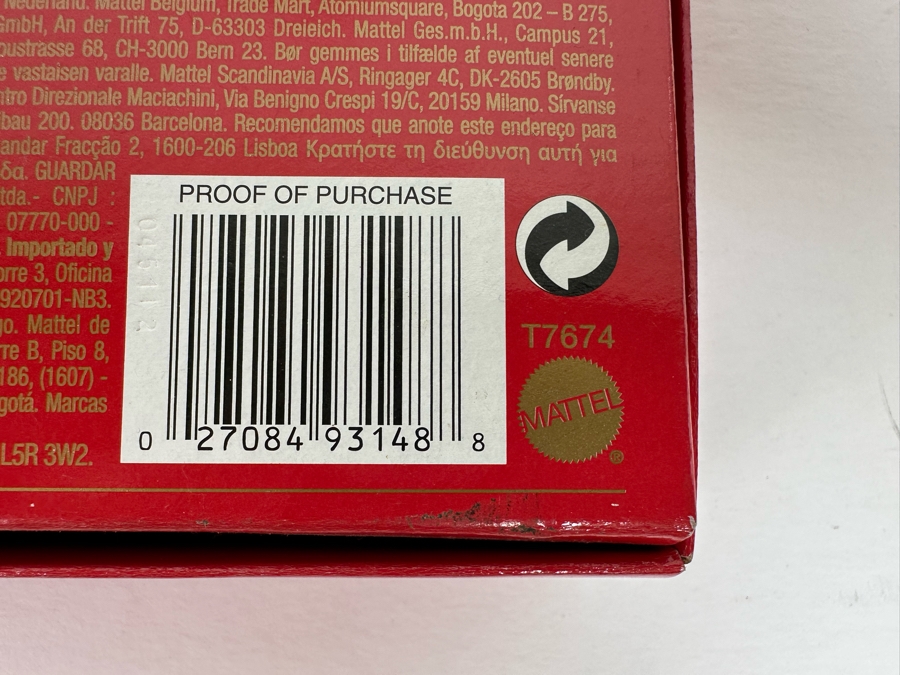 Nederland. Mattel Belgium, Trade Mart, Atomiumsquare, Bogota 202 – B 275,
GmbH, An der Trift 75, D-63303 Dreieich. Mattel Ges.m.b.H., Campus 21,
oustrasse 68, CH-3000 Bern 23. Bør gemmes i tilfælde af eventuel senere
e vastaisen varalle. Mattel Scandinavia A/S, Ringager 4C, DK-2605 Brøndby.
ntro Direzionale Maciachini, Via Benigno Crespi 19/C, 20159 Milano. Sírvanse
ibau 200. 08036 Barcelona. Recomendamos que anote este endereço para
andar Fracção 2, 1600-206 Lisboa Κρατήστε τη διεύθυνση αυτή για
δα. GUARDAR
tda.- CNPJ :
07770-000 -
. Importado y
orre 3, Oficina
920701-NB3.
go. Mattel de
rre B, Piso 8,
186, (1607) -
gotá. Marcas
L5R 3W2.
PROOF OF PURCHASE
0 27084 93148 8
T7674
MATTEL
®